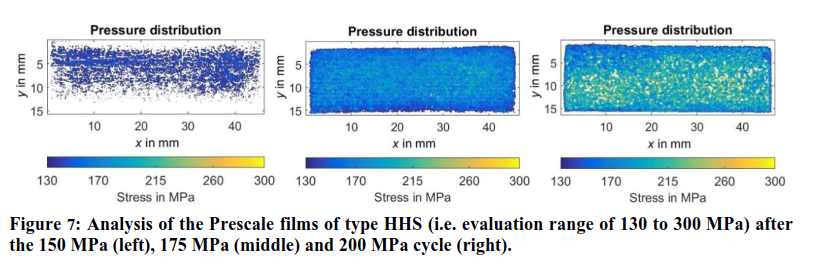 Pressure distribution
y in mm
5
10
15
10 20 30 40
x in mm
130 170 215 260 300
Stress in MPa
Pressure distribution
y in mm
5
10
15
10 20 30 40
x in mm
130 170 215 260 300
Stress in MPa
Pressure distribution
y in mm
5
10
15
10 20 30 40
x in mm
130 170 215 260 300
Stress in MPa
Figure 7: Analysis of the Prescale films of type HHS (i.e. evaluation range of 130 to 300 MPa) after
the 150 MPa (left), 175 MPa (middle) and 200 MPa cycle (right).